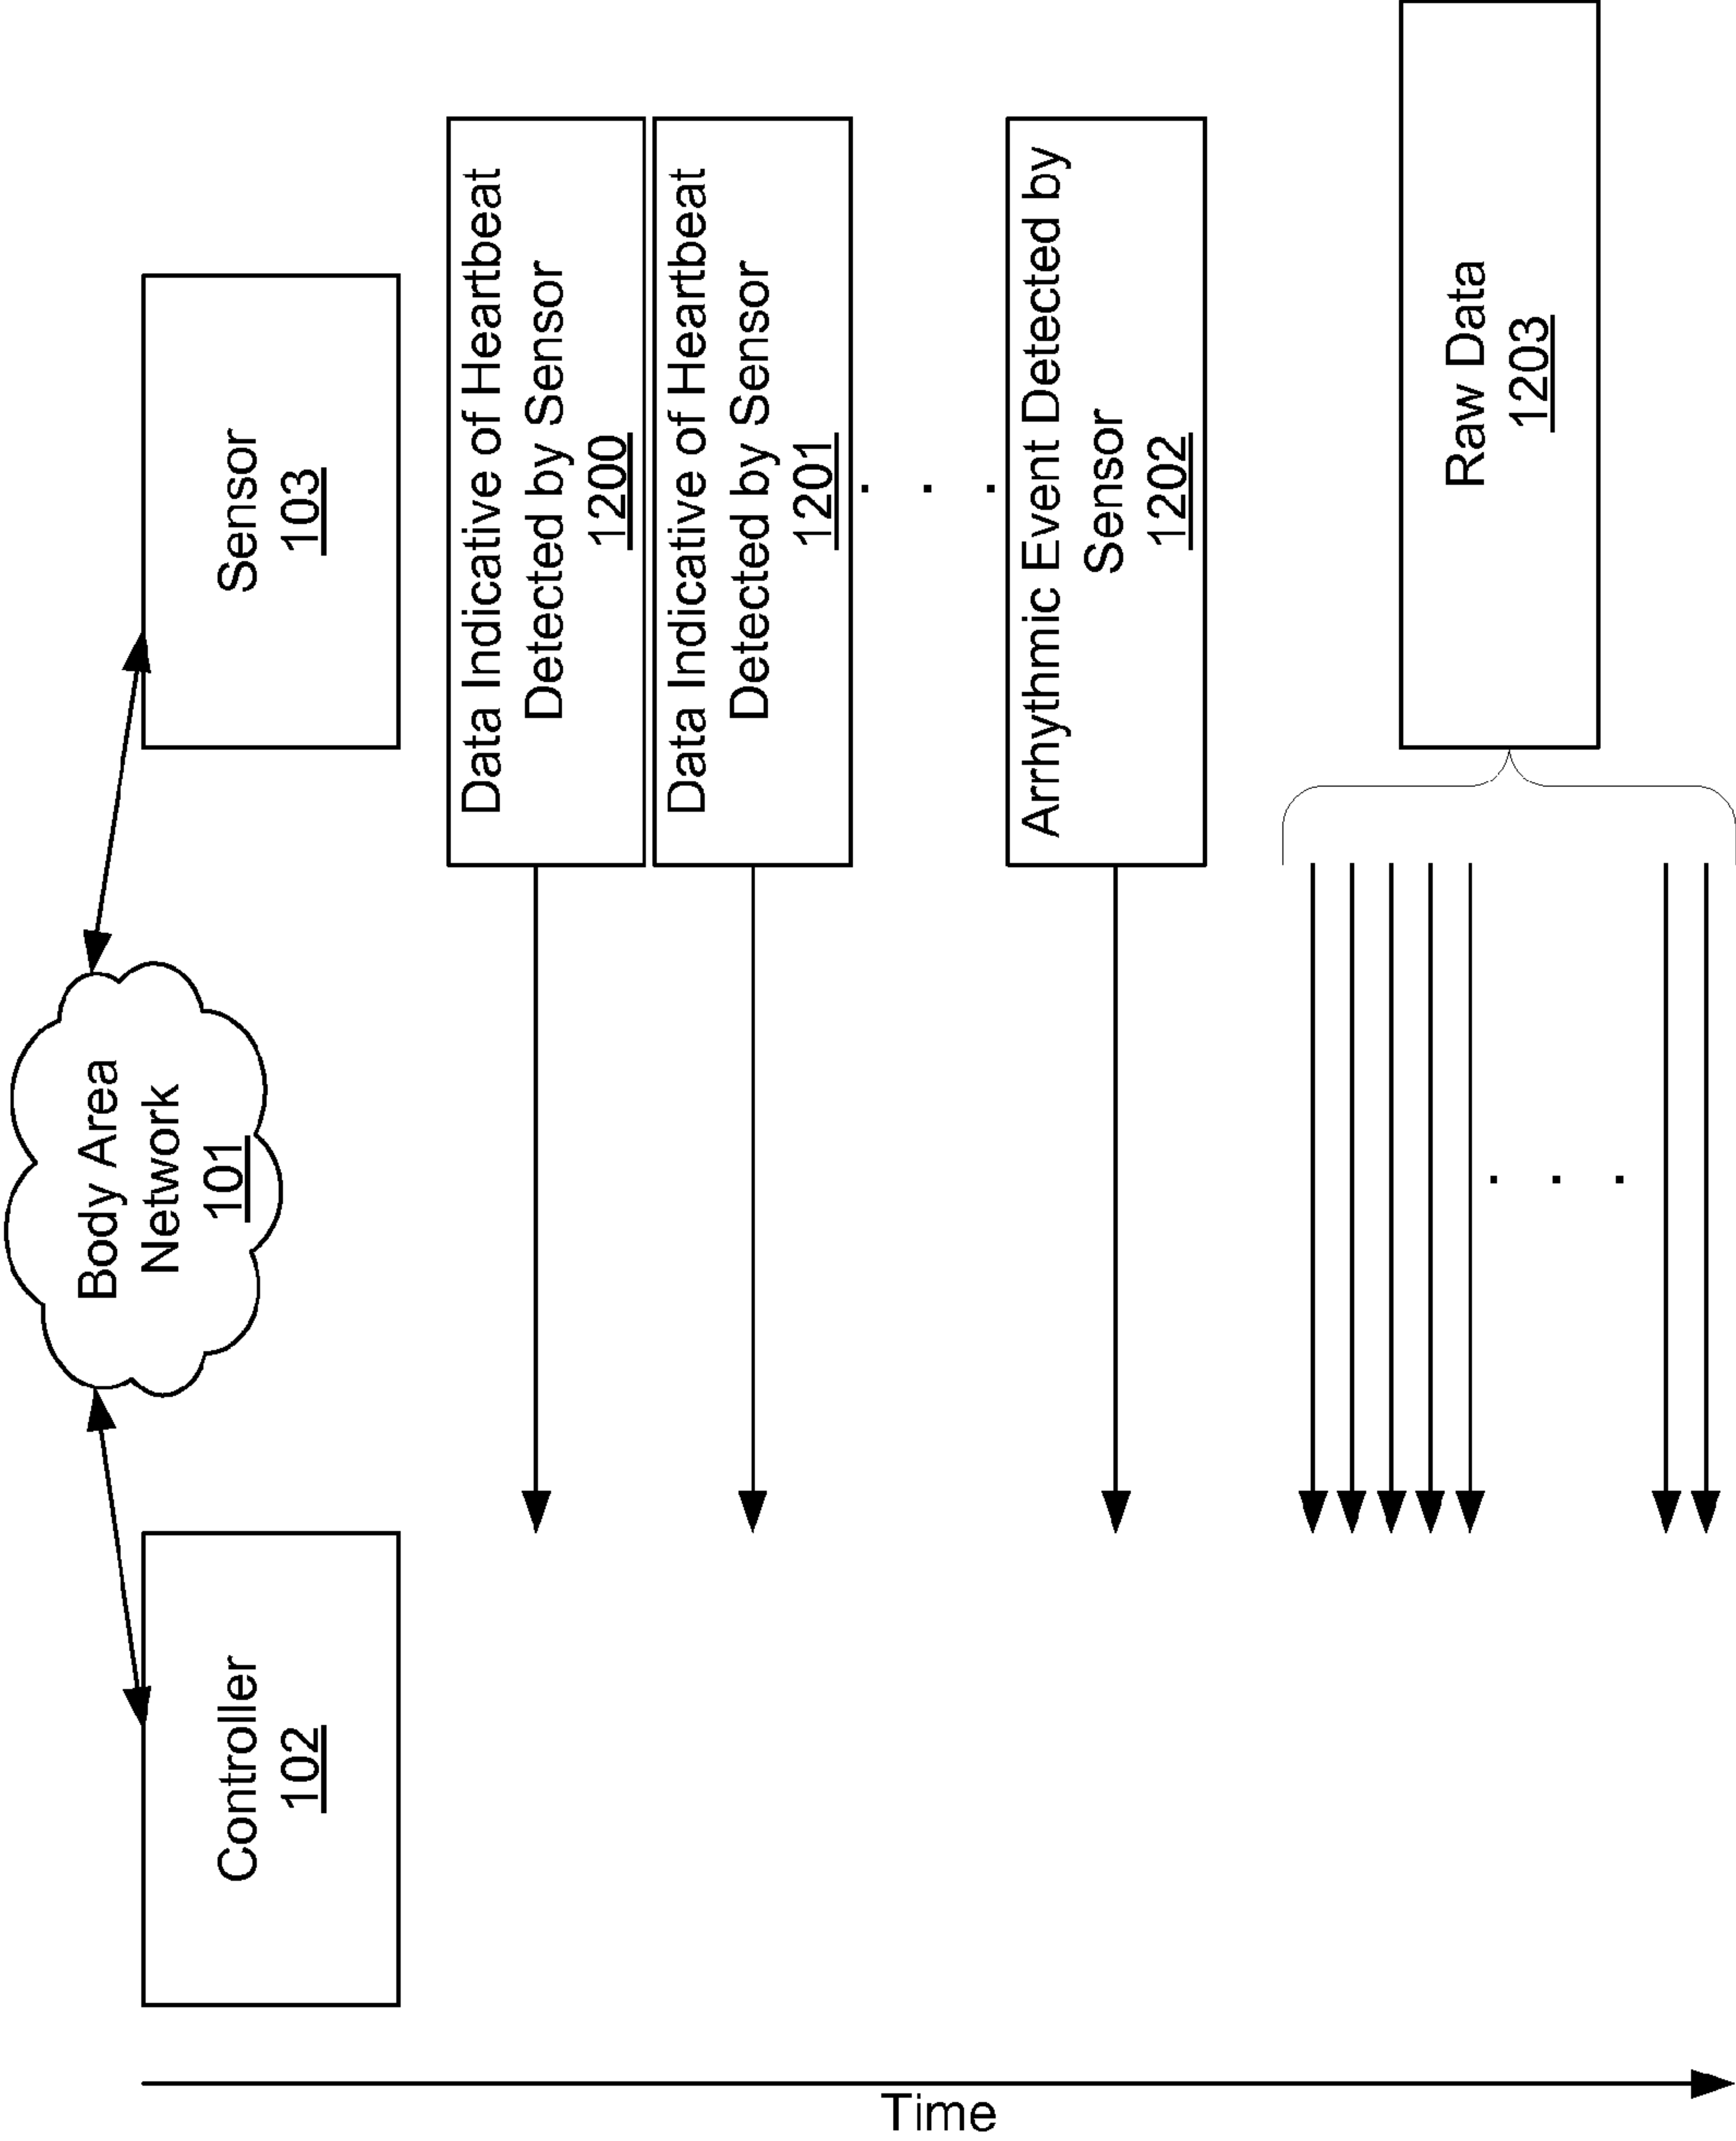 Body Area
Network
101
Controller
102
Sensor
103
Data Indicative of Heartbeat
Detected by Sensor
1200
Data Indicative of Heartbeat
Detected by Sensor
1201
. . .
Arrhythmic Event Detected by
Sensor
1202
Raw Data
1203
. . .
Time